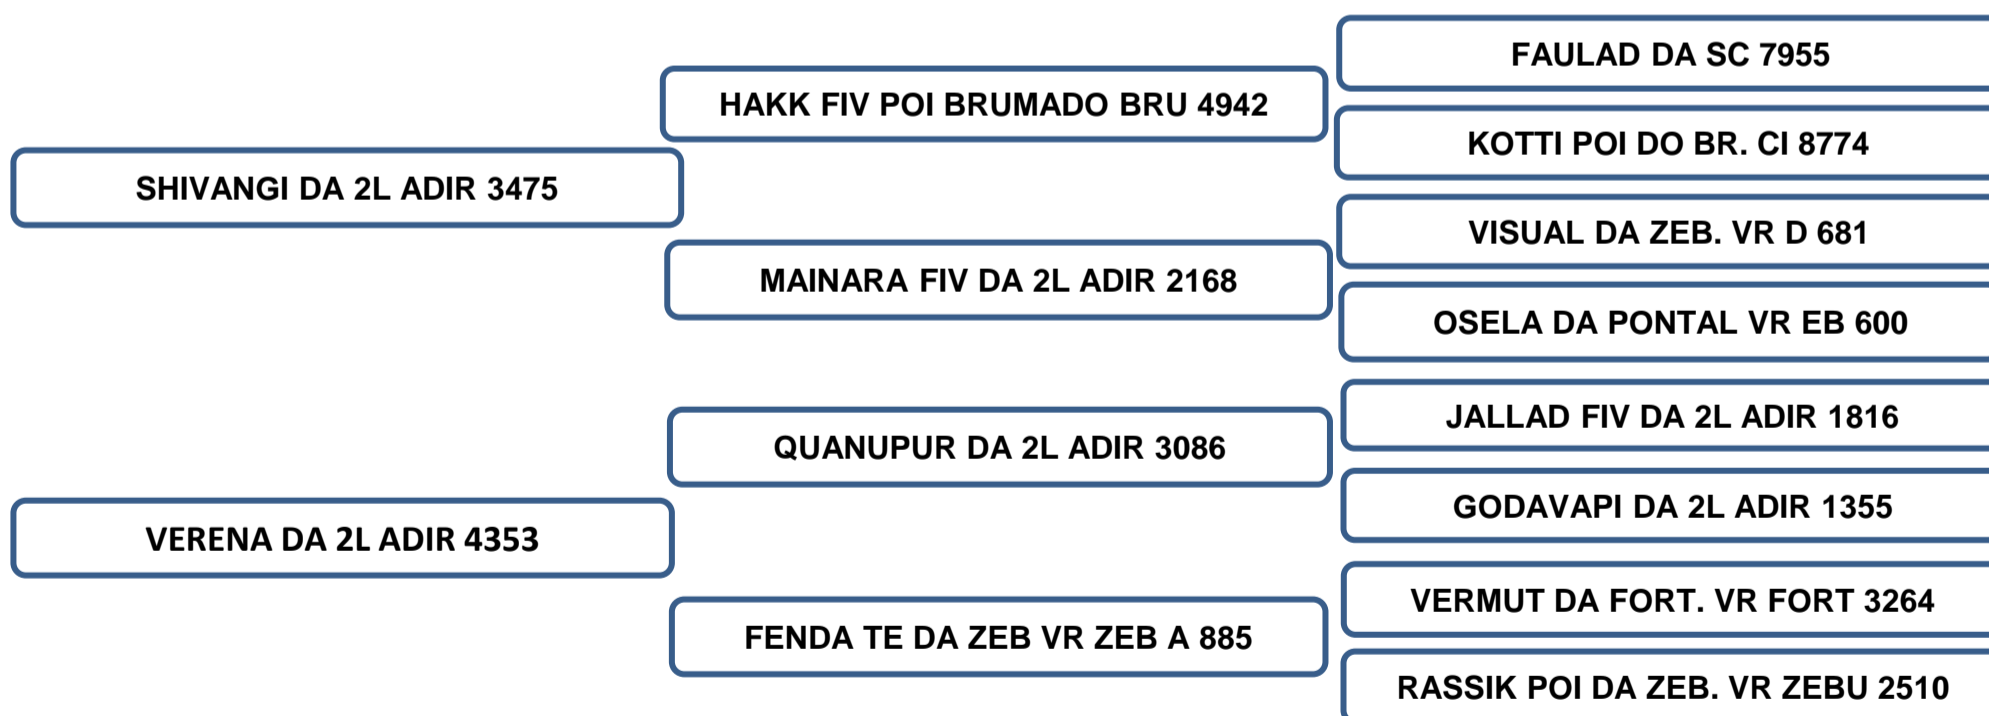 FAULAD DA SC 7955
HAKK FIV POI BRUMADO BRU 4942
KOTTI POI DO BR. CI 8774
SHIVANGI DA 2L ADIR 3475
VISUAL DA ZEB. VR D 681
MAINARA FIV DA 2L ADIR 2168
OSELA DA PONTAL VR EB 600
JALLAD FIV DA 2L ADIR 1816
QUANUPUR DA 2L ADIR 3086
GODAVAPI DA 2L ADIR 1355
VERENA DA 2L ADIR 4353
VERMUT DA FORT. VR FORT 3264
FENDA TE DA ZEB VR ZEB A 885
RASSIK POI DA ZEB. VR ZEBU 2510